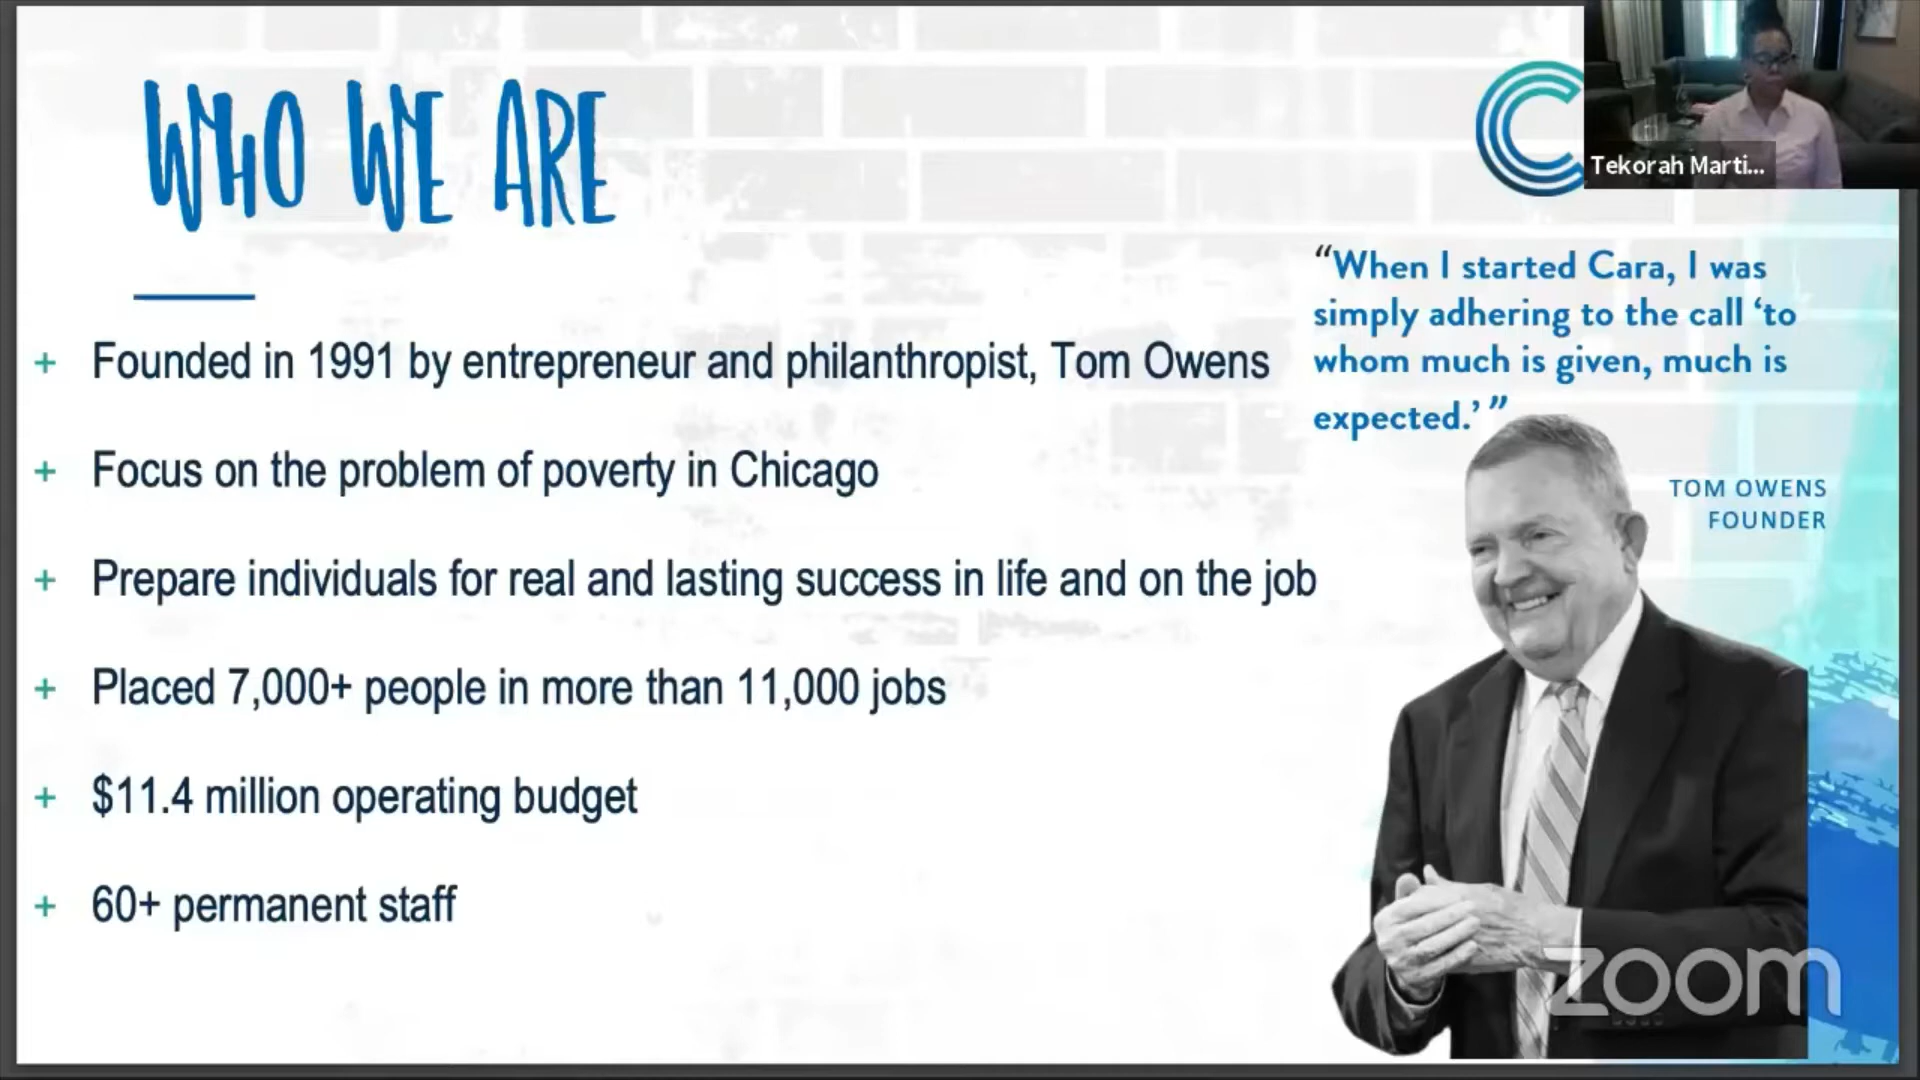 WHO WE ARE
Tekorah Marti...
“When I started Cara, I was
simply adhering to the call ‘to
whom much is given, much is
expected.’ ”
TOM OWENS
FOUNDER
+ Founded in 1991 by entrepreneur and philanthropist, Tom Owens
+ Focus on the problem of poverty in Chicago
+ Prepare individuals for real and lasting success in life and on the job
+ Placed 7,000+ people in more than 11,000 jobs
+ $11.4 million operating budget
+ 60+ permanent staff
zoom